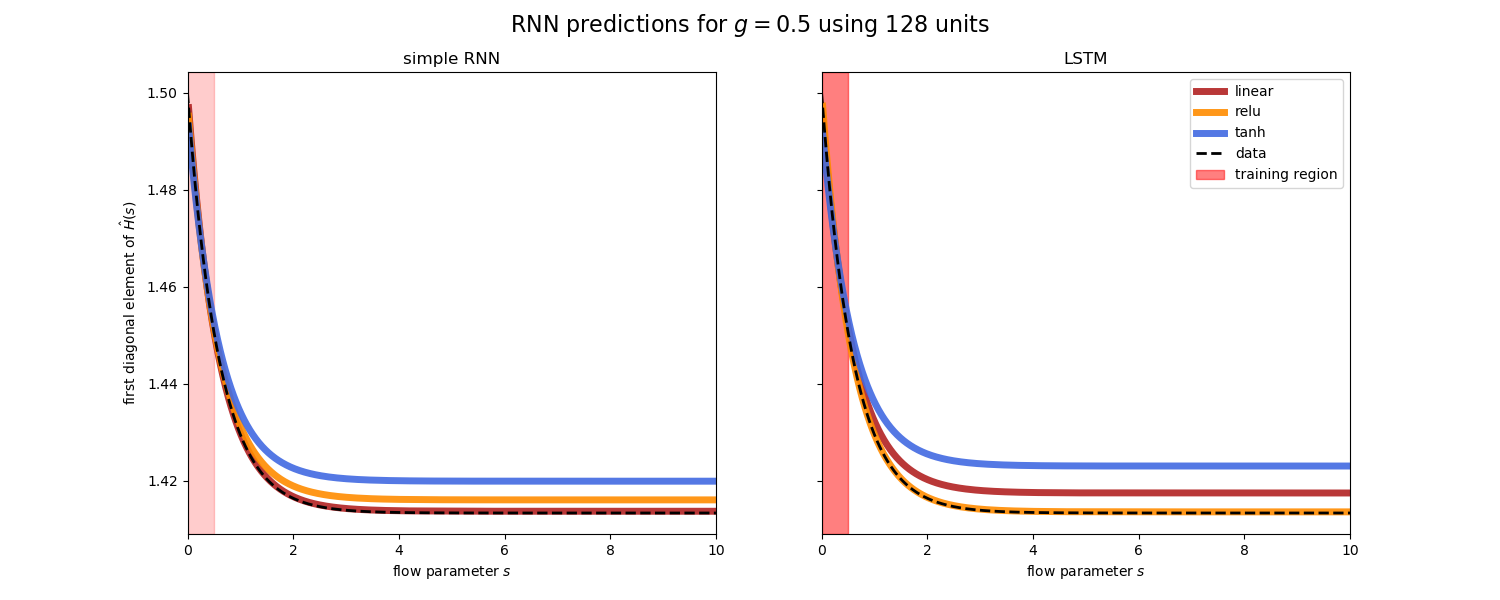 RNN predictions for g = 0.5 using 128 units
simple RNN
LSTM
first diagonal element of Ĥ(s)
1.50
1.48
1.46
1.44
1.42
0 2 4 6 8 10
flow parameter s
0 2 4 6 8 10
flow parameter s
linear
relu
tanh
data
training region